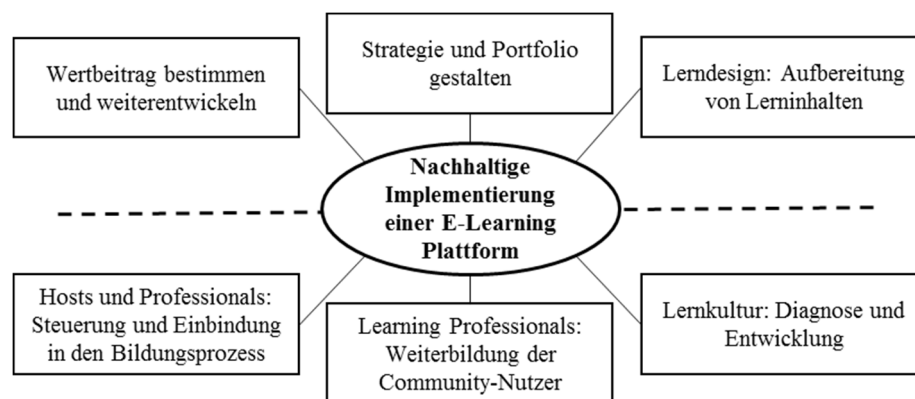 Wertbeitrag bestimmen
und weiterentwickeln
Strategie und Portfolio
gestalten
Lerndesign: Aufbereitung
von Lerninhalten
Nachhaltige
Implementierung
einer E-Learning
Plattform
Hosts und Professionals:
Steuerung und Einbindung
in den Bildungsprozess
Learning Professionals:
Weiterbildung der
Community-Nutzer
Lernkultur: Diagnose und
Entwicklung